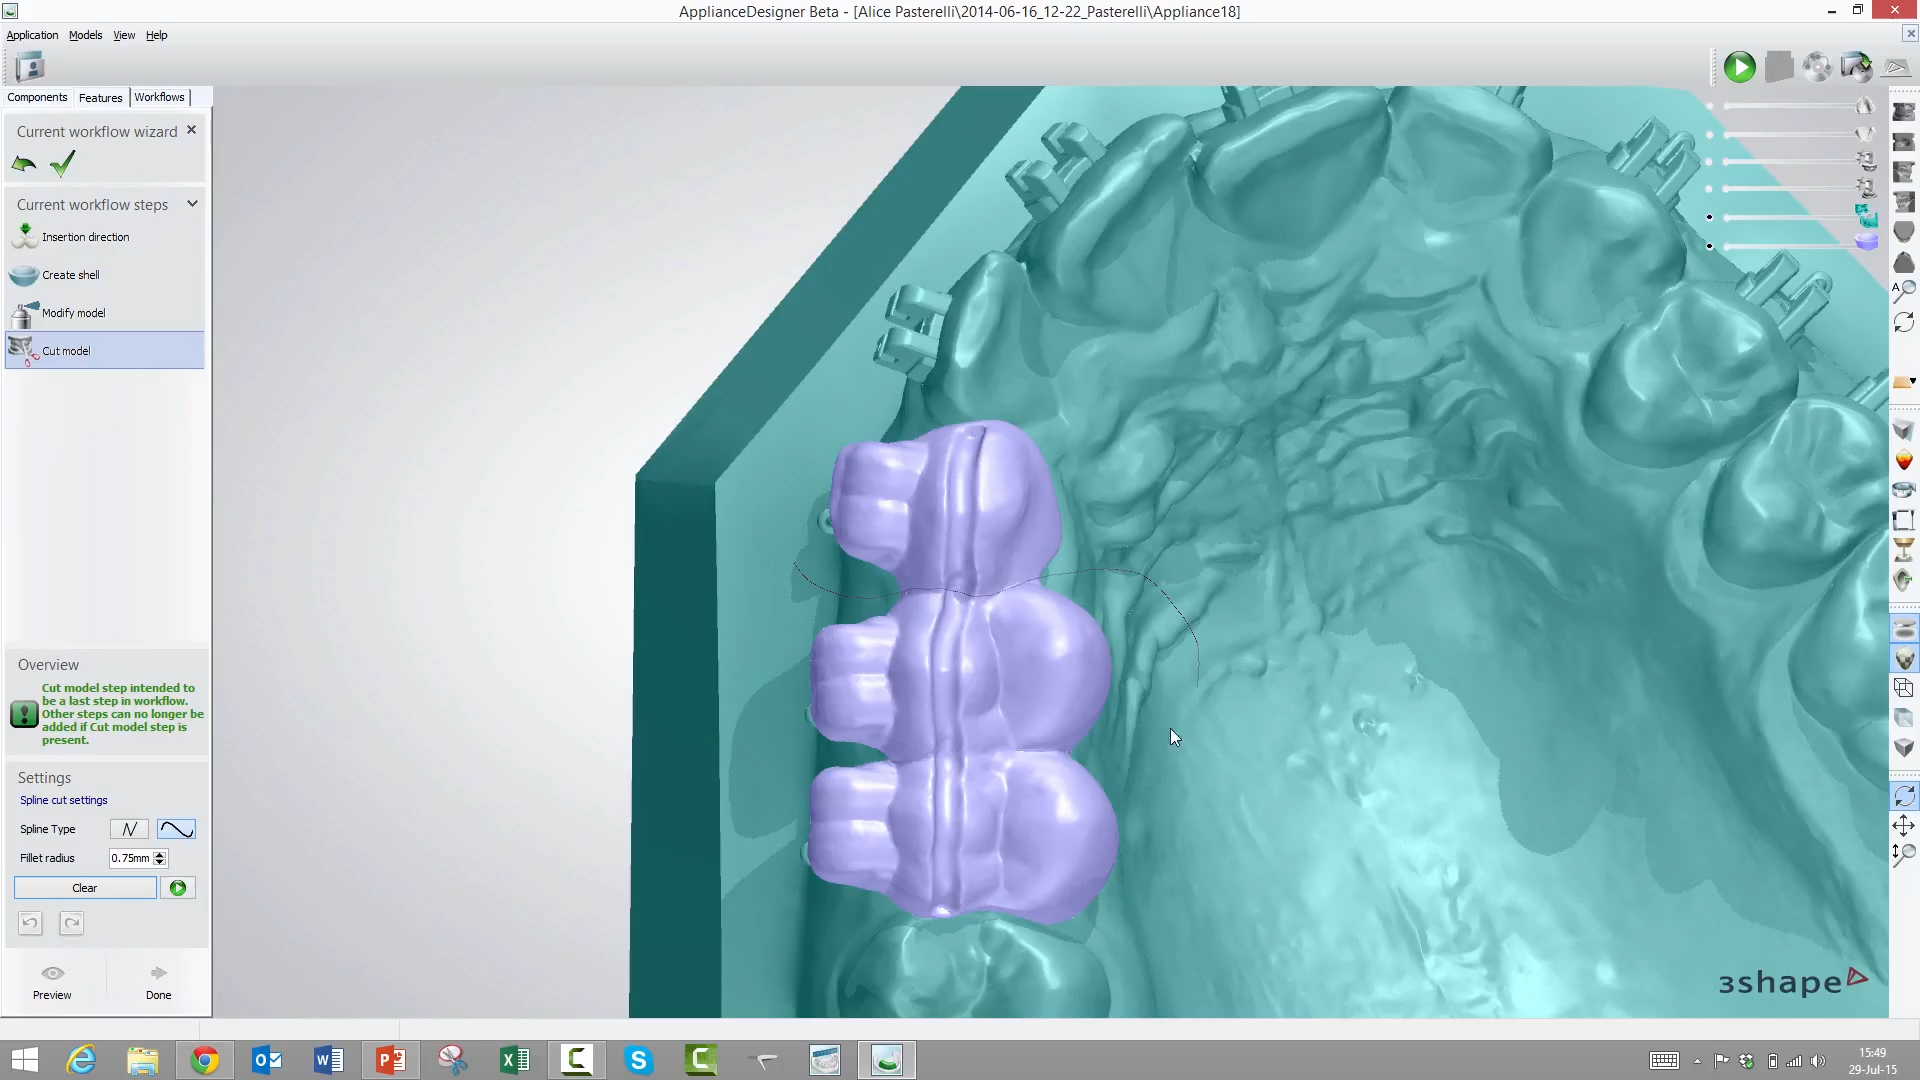 ApplianceDesigner Beta - [Alice Pasterelli\2014-06-16_12-22_Pasterelli\Appliance18]
Application Models View Help
Components Features Workflows
Current workflow wizard
Current workflow steps
Insertion direction
Create shell
Modify model
Cut model
Overview
Cut model step intended to
be a last step in workflow.
Other steps can no longer be
added if Cut model step is
present.
Settings
Spline cut settings
Spline Type
Fillet radius 0.75mm
Clear
Preview Done
A
3shape
15:49
29-Jul-15